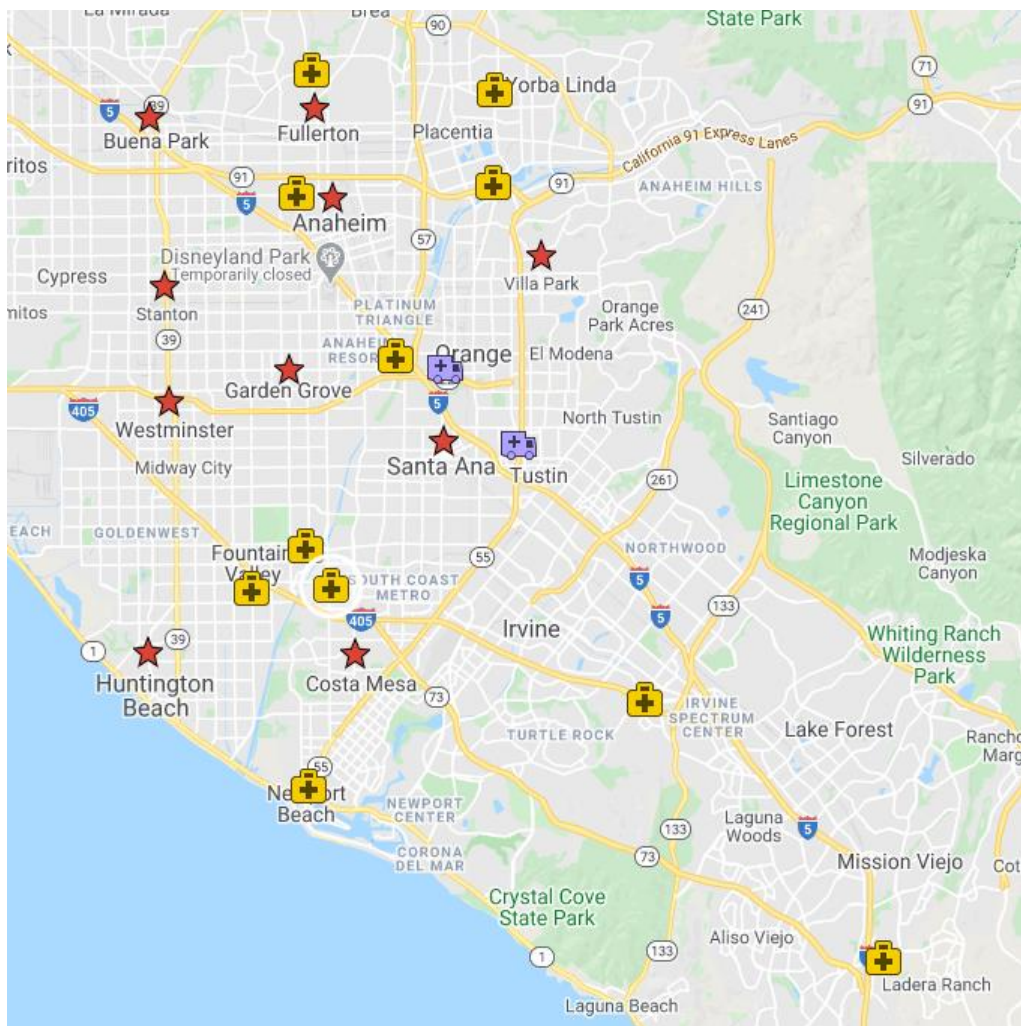 La Mirada
Brea
State Park
90
71
Yorba Linda
39
5
91
Buena Park
Fullerton
Placentia
California 91 Express Lanes
ritos
91
91
ANAHEIM HILLS
5
Anaheim
57
Disneyland Park
Temporarily closed
Cypress
Villa Park
mitos
Stanton
PLATINUM
TRIANGLE
Orange
Park Acres
241
39
ANAHEIM
RESOR
Orange
El Modena
Garden Grove
405
5
Westminster
North Tustin
Santiago
Canyon
Midway City
Santa Ana
Tustin
Silverado
261
Limestone
Canyon
Regional Park
EACH
GOLDENWEST
Fountain
Valley
55
NORTHWOOD
Modjeska
Canyon
SOUTH COAST
METRO
5
133
405
5
Irvine
1
39
Whiting Ranch
Wilderness
Park
Huntington
Beach
Costa Mesa
73
IRVINE
SPECTRUM
CENTER
TURTLE ROCK
Lake Forest
Rancho
Marg
55
Newport
Beach
NEWPORT
CENTER
Laguna
Woods
5
133
CORONA
DEL MAR
73
Mission Viejo
Cot
Crystal Cove
State Park
Aliso Viejo
133
1
Ladera Ranch
Laguna Beach